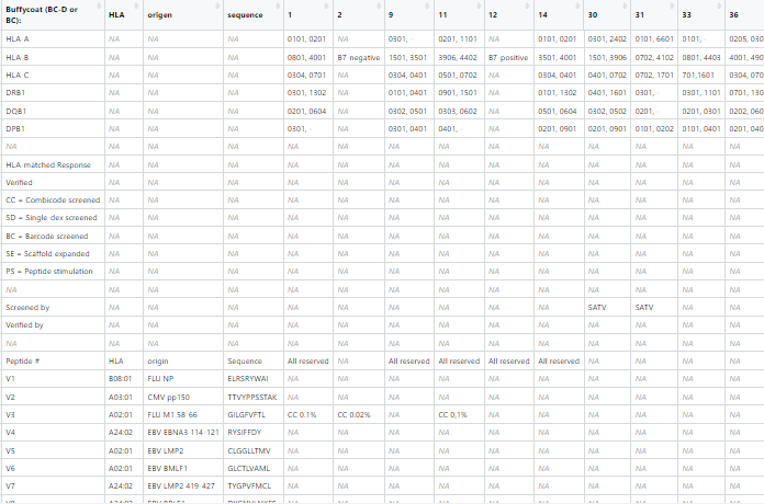 Buffycoat (BC-D or BC): HLA origen sequence 1 2 9 11 12 14 30 31 33 36
HLA-A NA NA NA 0101, 0201 NA 0301, - 0201, 1101 NA 0101, 0201 0301, 2402 0101, 6601 0101, - 0205, 030
HLA-B NA NA NA 0801, 4001 B7 negative 1501, 3501 3906, 4402 B7 positive 3501, 4001 1501, 3906 0702, 4102 0801, 4403 4001, 490
HLA-C NA NA NA 0304, 0701 NA 0304, 0401 0501, 0702 NA 0304, 0401 0401, 0702 0702, 1701 701,1601 0304, 070
DRB1 NA NA NA 0301, 1302 NA 0101, 0401 0901, 1501 NA 0101, 1302 0401, 1601 0301, - 0301, 1101 0701, 130
DQB1 NA NA NA 0201, 0604 NA 0302, 0501 0303, 0602 NA 0501, 0604 0302, 0502 0201, - 0201, 0301 0202, 060
DPB1 NA NA NA 0301, - NA 0301, 0401 0401, - NA 0201, 0901 0201, 0901 0101, 0202 0101, 0401 0201, 040
NA NA NA NA NA NA NA NA NA NA NA NA NA NA
HLA-matched Response NA NA NA NA NA NA NA NA NA NA NA NA NA
Verified NA NA NA NA NA NA NA NA NA NA NA NA NA
CC = Combicode screened NA NA NA NA NA NA NA NA NA NA NA NA NA
SD = Single dex screened NA NA NA NA NA NA NA NA NA NA NA NA NA
BC = Barcode screened NA NA NA NA NA NA NA NA NA NA NA NA NA
SE = Scaffold expanded NA NA NA NA NA NA NA NA NA NA NA NA NA
PS = Peptide stimulation NA NA NA NA NA NA NA NA NA NA NA NA NA
NA NA NA NA NA NA NA NA NA NA NA NA NA NA
Screened by NA NA NA NA NA NA NA NA NA SATV SATV NA NA
Verified by NA NA NA NA NA NA NA NA NA NA NA NA NA
NA NA NA NA NA NA NA NA NA NA NA NA NA NA
Peptide # HLA origin Sequence All reserved NA All reserved All reserved All reserved All reserved NA NA NA NA
V1 B08:01 FLU NP ELRSRYWAI NA NA NA NA NA NA NA NA NA NA
V2 A03:01 CMV pp150 TTVYPPSSTAK NA NA NA NA NA NA NA NA NA NA
V3 A02:01 FLU M1 58-66 GILGFVFTL CC 0.1% CC 0.02% NA CC 0,1% NA NA NA NA NA NA
V4 A24:02 EBV EBNA3 114-121 RYSIFFDY NA NA NA NA NA NA NA NA NA NA
V5 A02:01 EBV LMP2 CLGGLLTMV NA NA NA NA NA NA NA NA NA NA
V6 A02:01 EBV BMLF1 GLCTLVAML NA NA NA NA NA NA NA NA NA NA
V7 A24:02 EBV LMP2 419-427 TYGPVFMCL NA NA NA NA NA NA NA NA NA NA